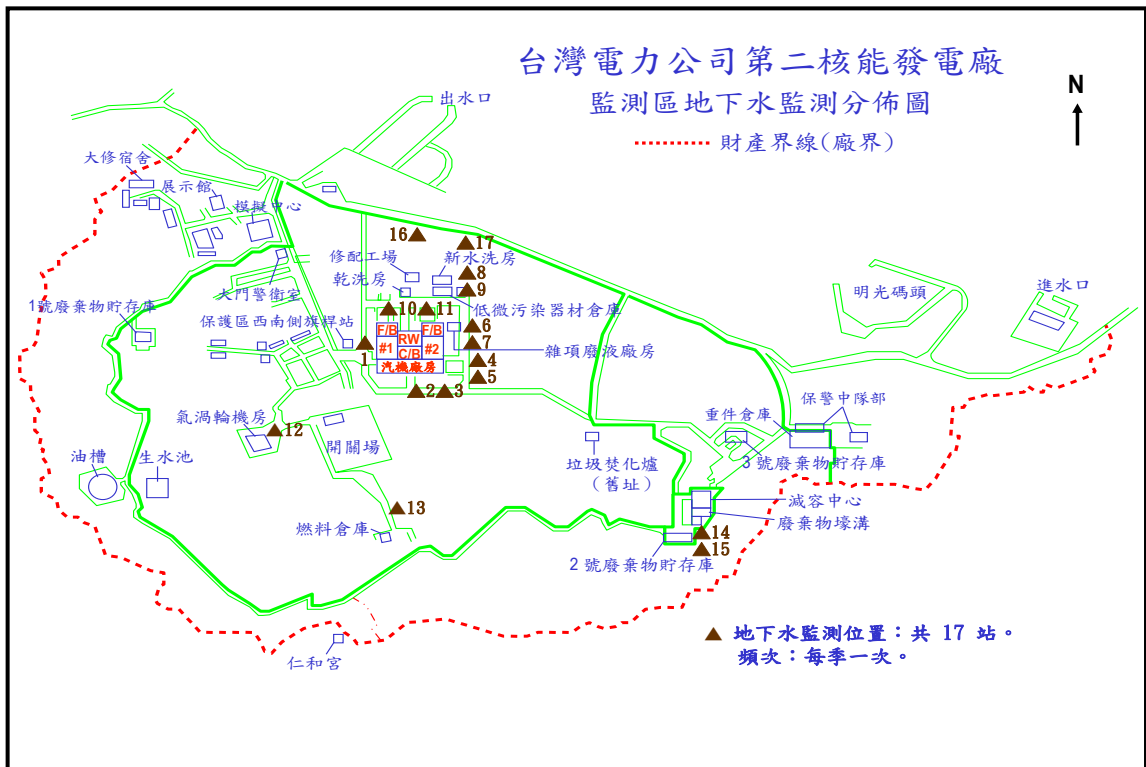 台灣電力公司第二核能發電廠
監測區地下水監測分佈圖
財產界線(廠界)
N
出水口
大修宿舍
展示館
模擬中心
16
17
修配工場
新水洗房
8
乾洗房
9
大門警衛室
1號廢棄物貯存庫
10
11
低微污染器材倉庫
保護區西南側旗桿站
6
7
F/B
RW
F/B
#1
C/B
#2
汽機廠房
雜項廢液廠房
1
4
5
2
3
明光碼頭
進水口
氣渦輪機房
12
開關場
油槽
生水池
13
燃料倉庫
垃圾焚化爐
(舊址)
重件倉庫
保警中隊部
3號廢棄物貯存庫
減容中心
廢棄物壕溝
14
15
2號廢棄物貯存庫
仁和宮
地下水監測位置：共 17 站。
頻次：每季一次。